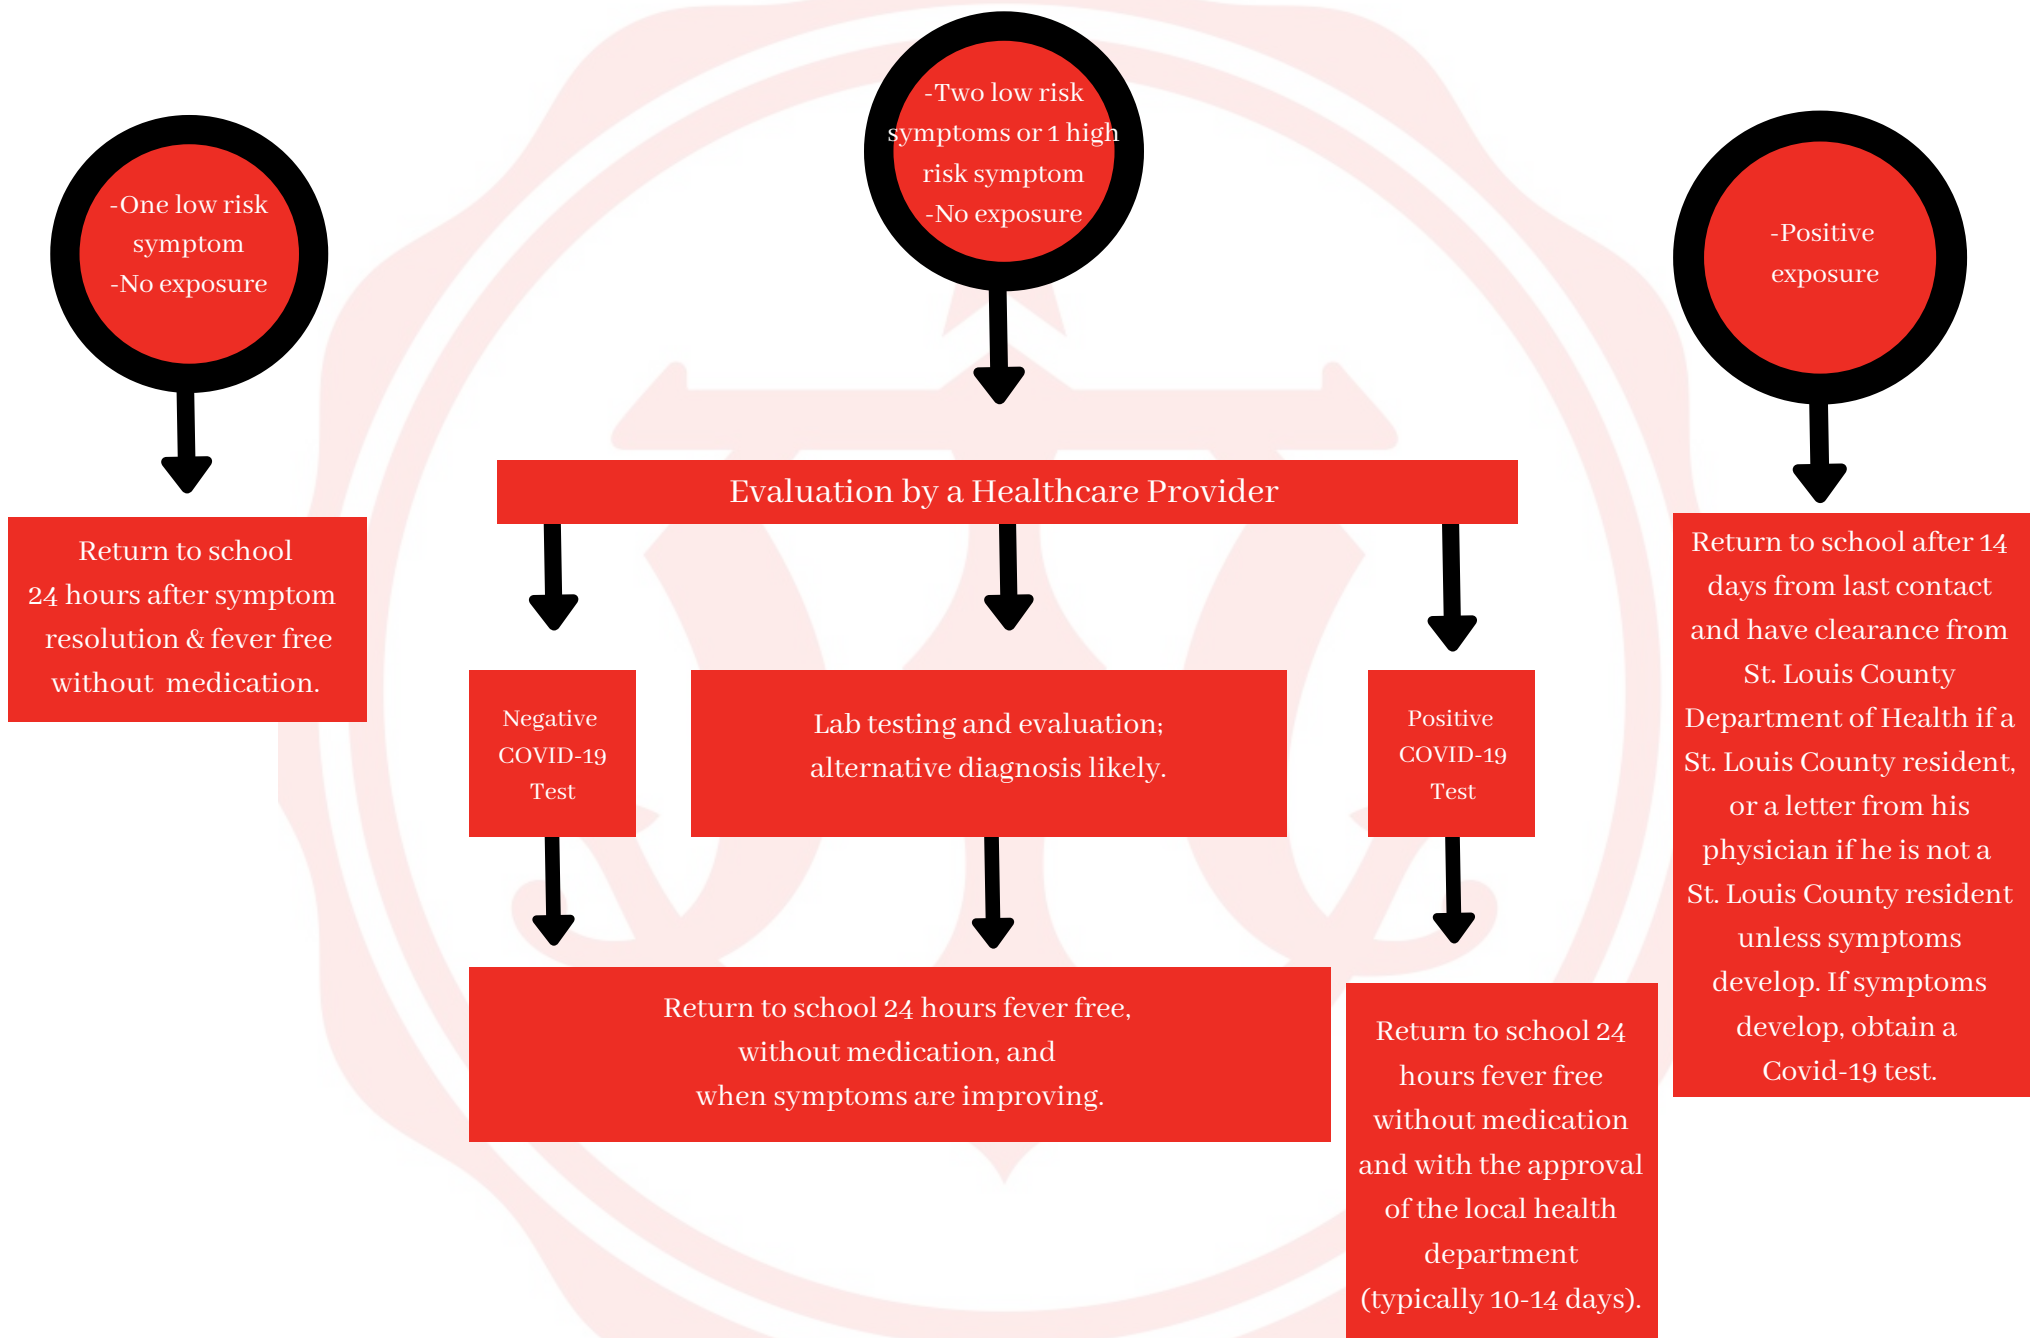 -One low risk
symptom
-No exposure
Return to school
24 hours after symptom
resolution & fever free
without medication.
-Two low risk
symptoms or 1 high
risk symptom
-No exposure
Evaluation by a Healthcare Provider
Negative
COVID-19
Test
Lab testing and evaluation;
alternative diagnosis likely.
Positive
COVID-19
Test
Return to school 24 hours fever free,
without medication, and
when symptoms are improving.
Return to school 24
hours fever free
without medication
and with the approval
of the local health
department
(typically 10-14 days).
-Positive
exposure
Return to school after 14
days from last contact
and have clearance from
St. Louis County
Department of Health if a
St. Louis County resident,
or a letter from his
physician if he is not a
St. Louis County resident
unless symptoms
develop. If symptoms
develop, obtain a
Covid-19 test.